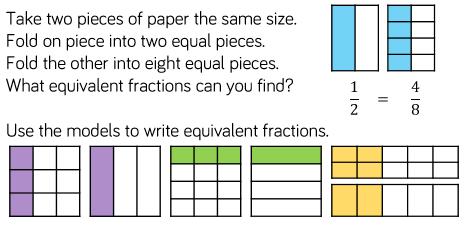 Take two pieces of paper the same size.
Fold on piece into two equal pieces.
Fold the other into eight equal pieces.
What equivalent fractions can you find?
1/2 = 4/8
Use the models to write equivalent fractions.